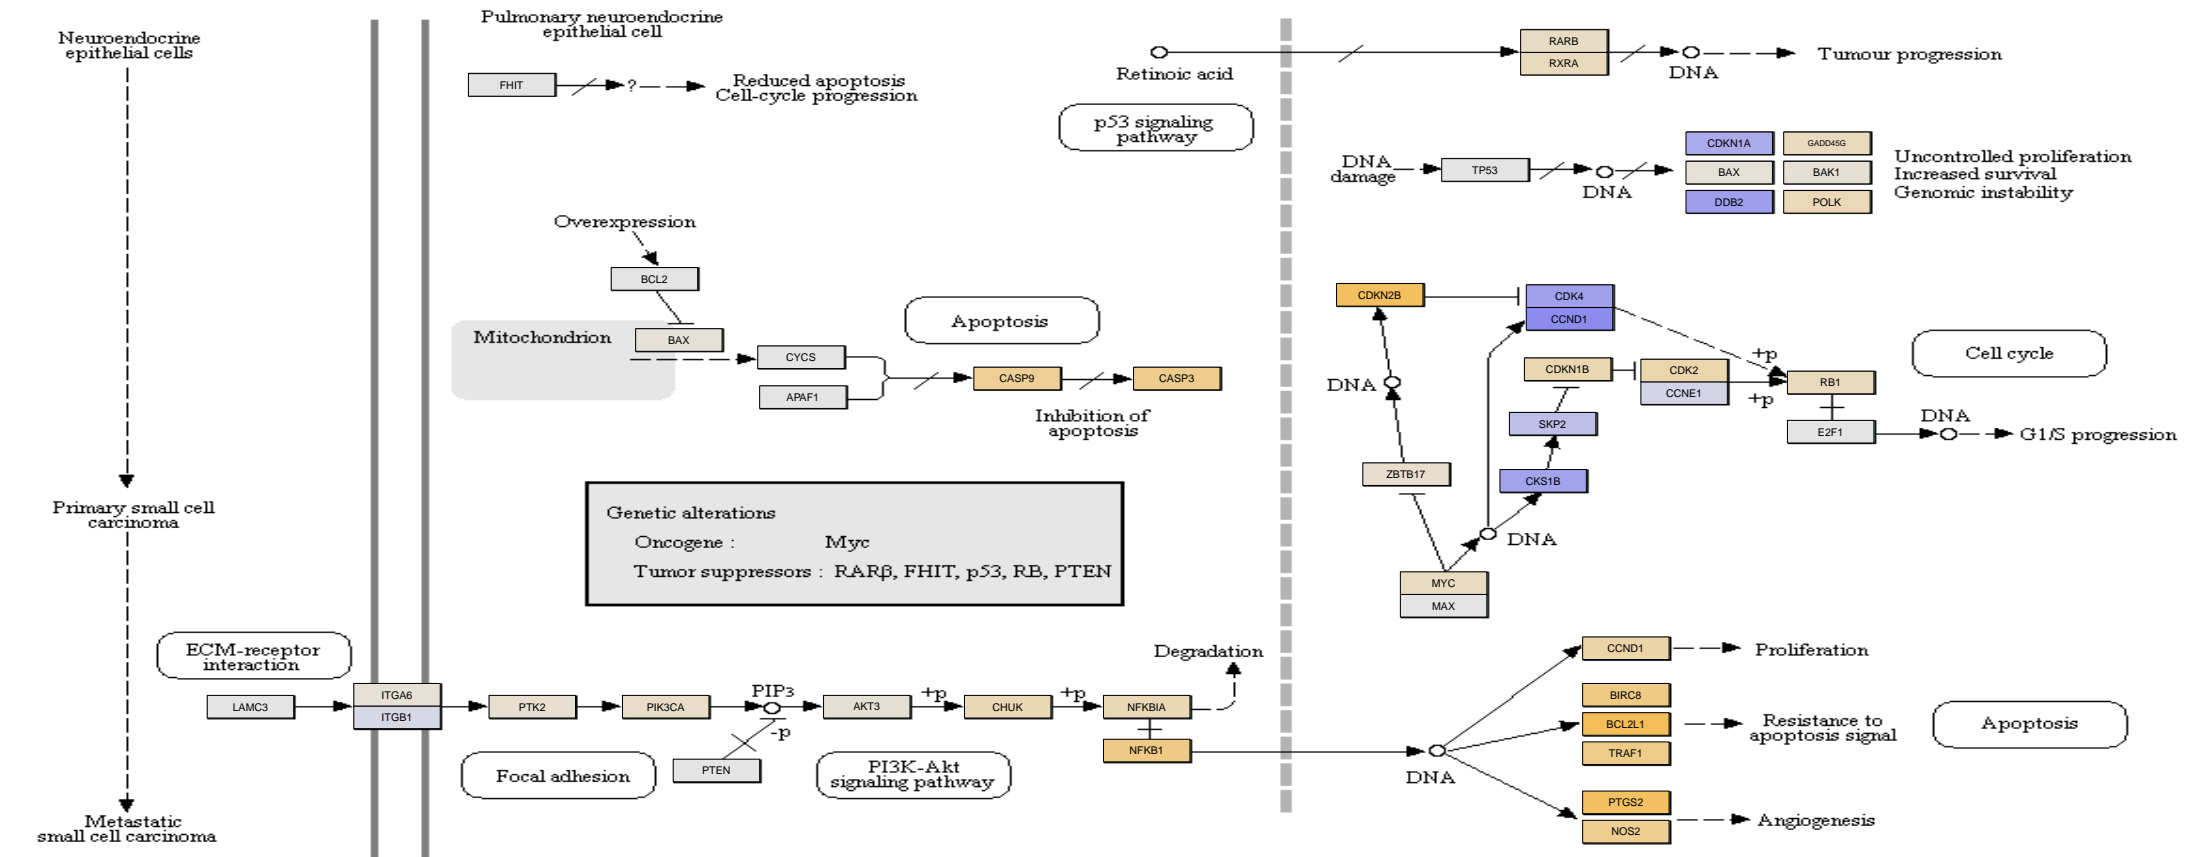 Neuroendocrine
epithelial cells
Primary small cell
carcinoma
Metastatic
small cell carcinoma
Pulmonary neuroendocrine
epithelial cell
FHIT
?
Reduced apoptosis
Cell-cycle progression
Retinoic acid
RARB
RXRA
DNA
Tumour progression
p53 signaling
pathway
DNA
damage
TP53
DNA
CDKN1A
GADD45G
BAX
BAK1
DDB2
POLK
Uncontrolled proliferation
Increased survival
Genomic instability
Overexpression
BCL2
Mitochondrion
BAX
CYCS
APAF1
Apoptosis
CASP9
CASP3
Inhibition of
apoptosis
CDKN2B
CDK4
CCND1
DNA
CDKN1B
CDK2
CCNE1
+p
+p
RB1
E2F1
DNA
G1/S progression
Cell cycle
SKP2
ZBTB17
CKS1B
DNA
MYC
MAX
Genetic alterations
Oncogene : Myc
Tumor suppressors : RARβ, FHIT, p53, RB, PTEN
ECM-receptor
interaction
LAMC3
ITGA6
ITGB1
PTK2
PIK3CA
PIP3
-p
PTEN
AKT3
+p
CHUK
+p
NFKBIA
NFKB1
Degradation
Focal adhesion
PI3K-Akt
signaling pathway
DNA
CCND1
Proliferation
BIRC8
BCL2L1
TRAF1
Resistance to
apoptosis signal
Apoptosis
PTGS2
NOS2
Angiogenesis